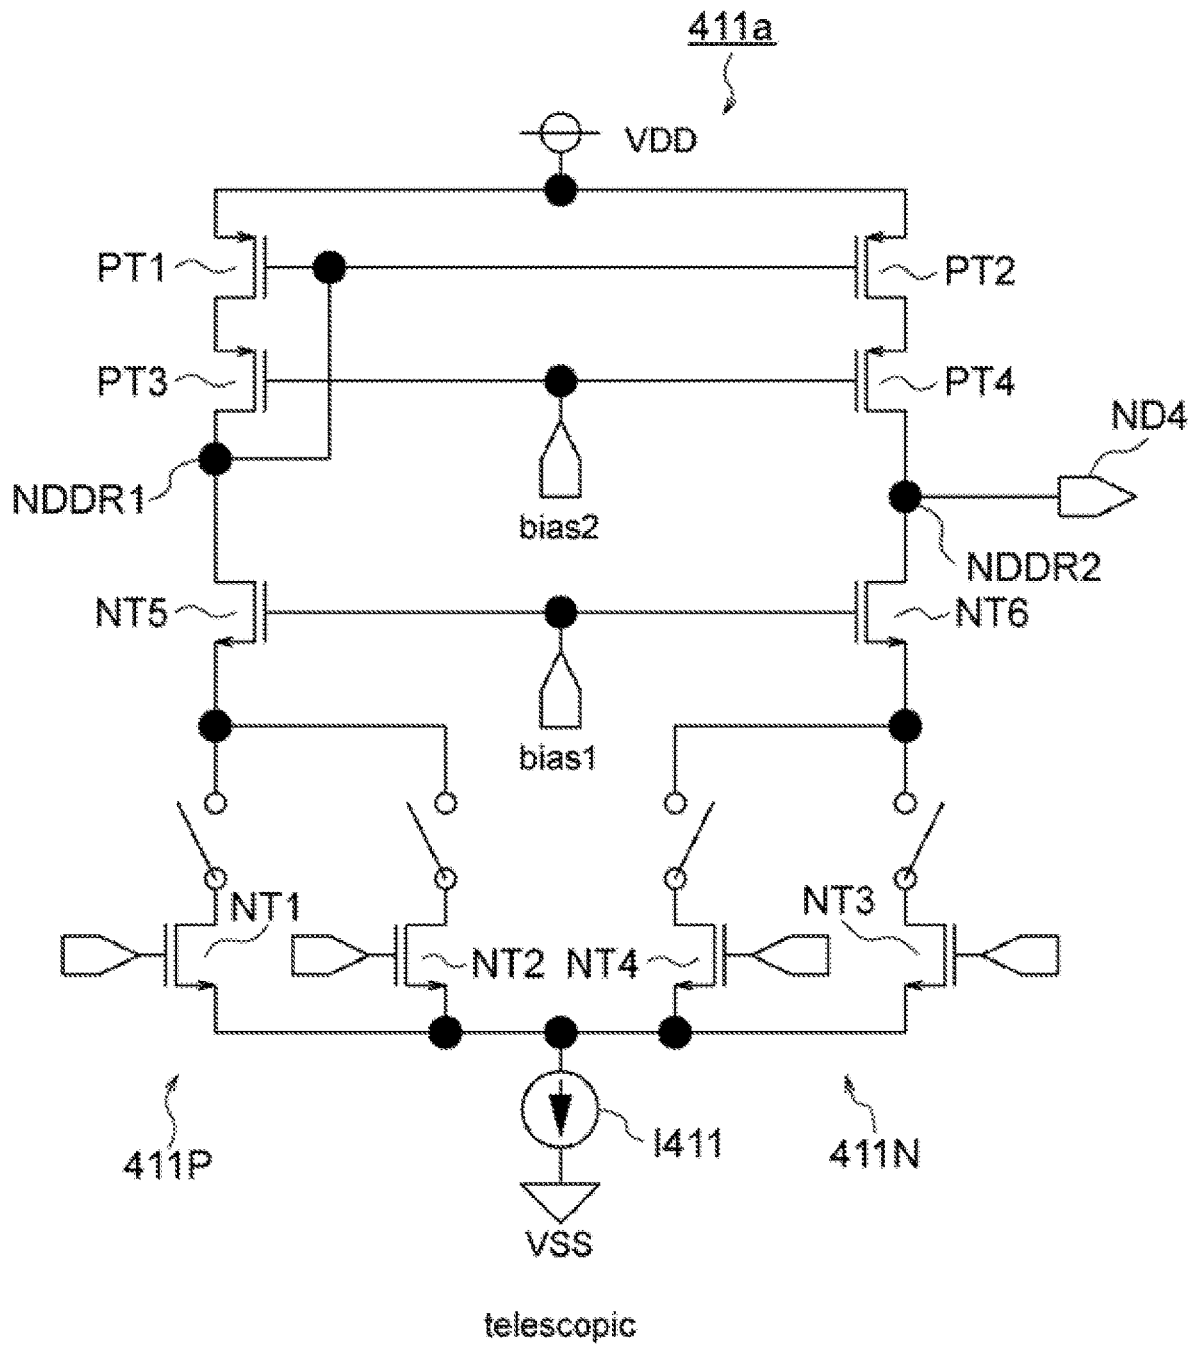 411a
VDD
PT1
PT2
PT3
PT4
ND4
NDDR1
bias2
NDDR2
NT5
NT6
bias1
NT1
NT3
NT2
NT4
I411
411P
411N
VSS
telescopic